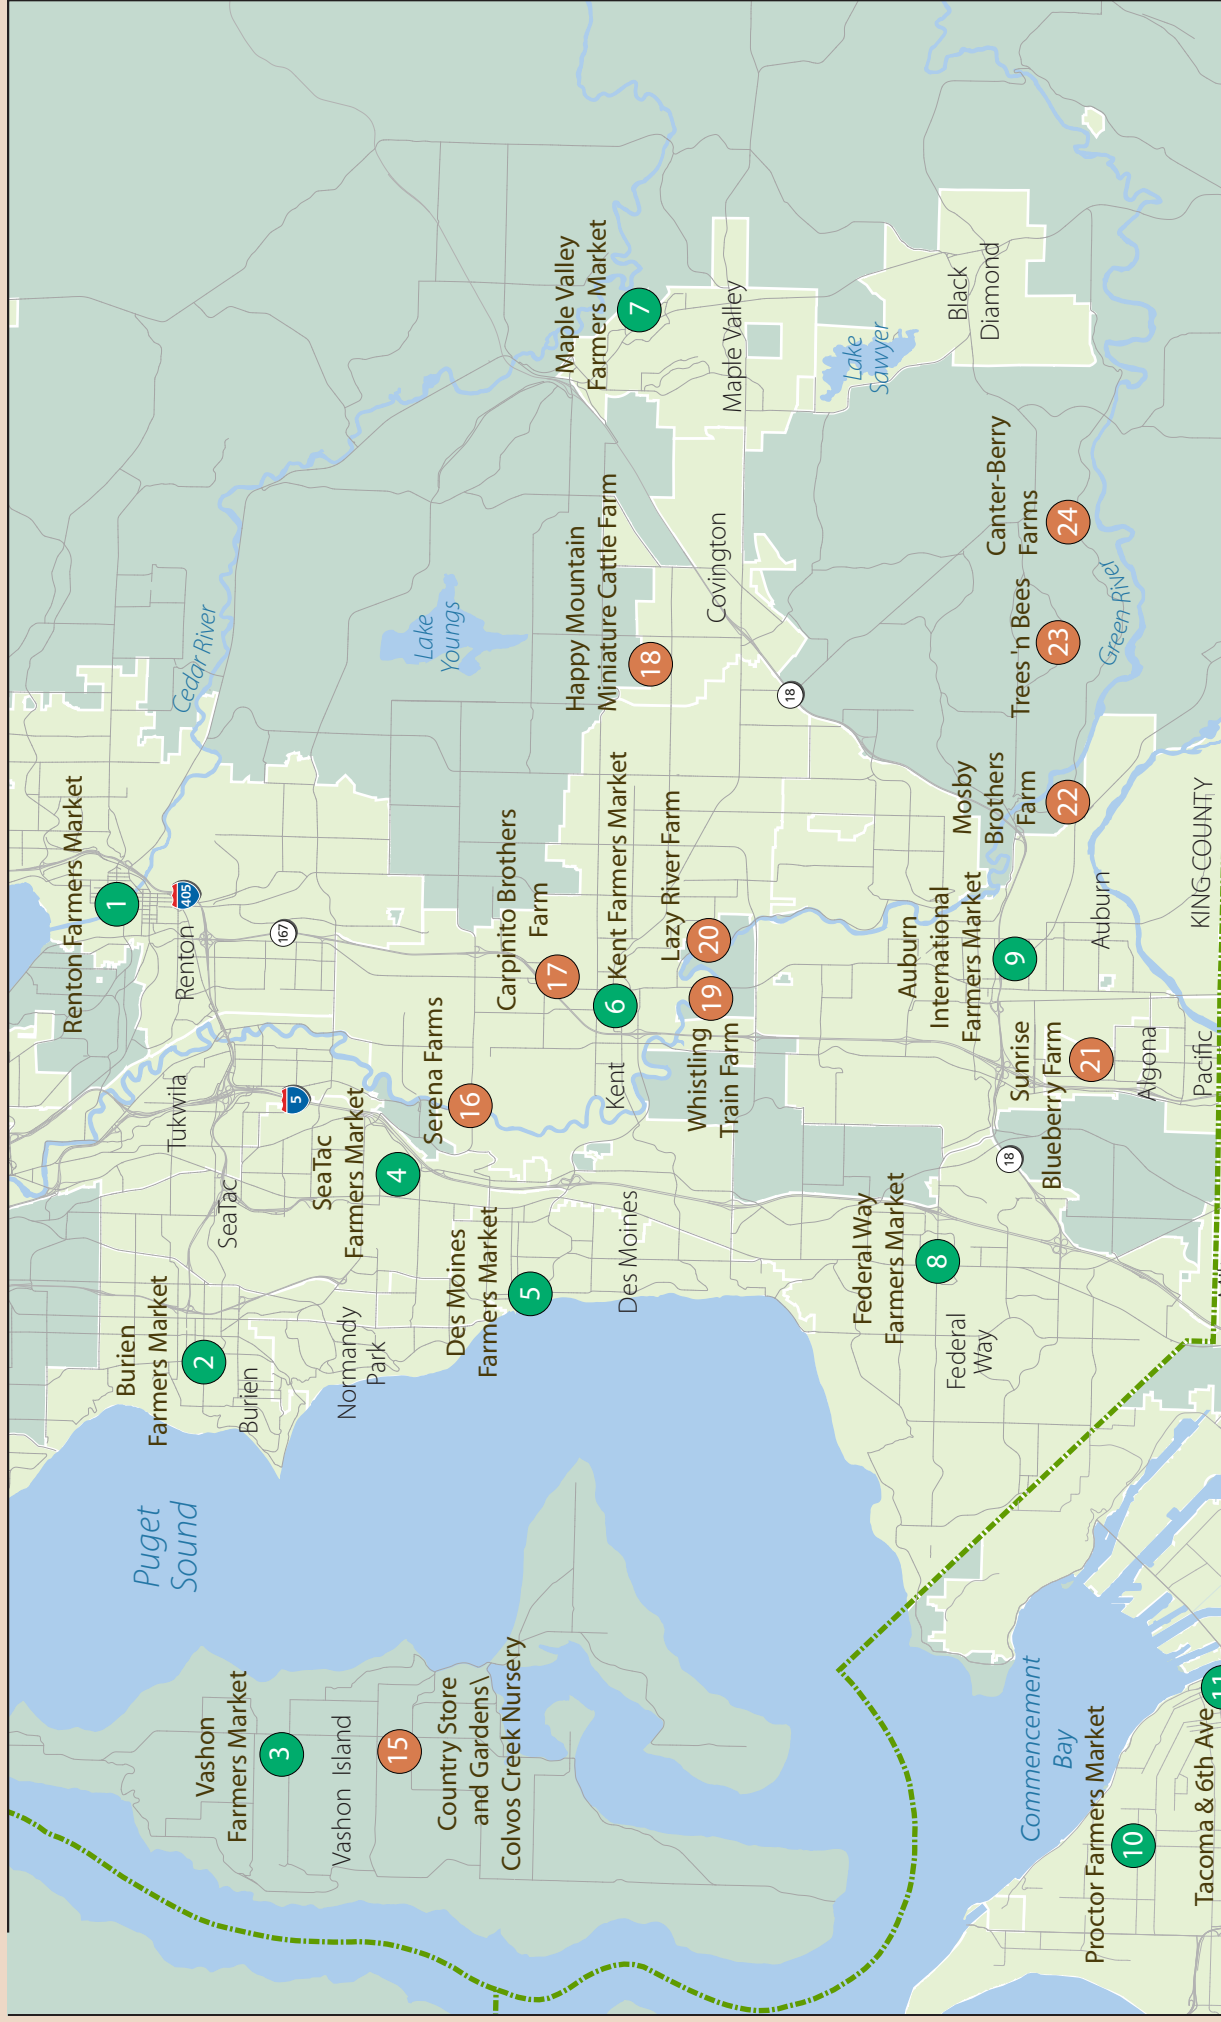 Renton Farmers Market
1
405
Renton
167
Burien
Farmers Market
2
Burien
Puget
Sound
Vashon
Farmers Market
3
Vashon Island
15
Country Store
and Gardens\
Colvos Creek Nursery
Tukwila
5
SeaTac
SeaTac
Farmers Market
4
Normandy
Park
Cedar River
Lake
Youngs
Serena Farms
16
Des Moines
Farmers Market
5
Des Moines
Carpinito Brothers
Farm
17
Kent Farmers Market
6
Kent
Maple Valley
Farmers Market
7
Maple Valley
Happy Mountain
Miniature Cattle Farm
18
Covington
18
Lazy River Farm
20
19
Whistling
Train Farm
Lake
Sawyer
Black
Diamond
Federal Way
Farmers Market
8
Federal
Way
Auburn
International
Farmers Market
9
Auburn
Mosby
Brothers
Farm
22
Trees 'n Bees
23
Canter-Berry
Farms
24
Green River
18
Sunrise
Blueberry Farm
21
Algona
Pacific
KING COUNTY
Commencement
Bay
Proctor Farmers Market
10
Tacoma & 6th Ave
11